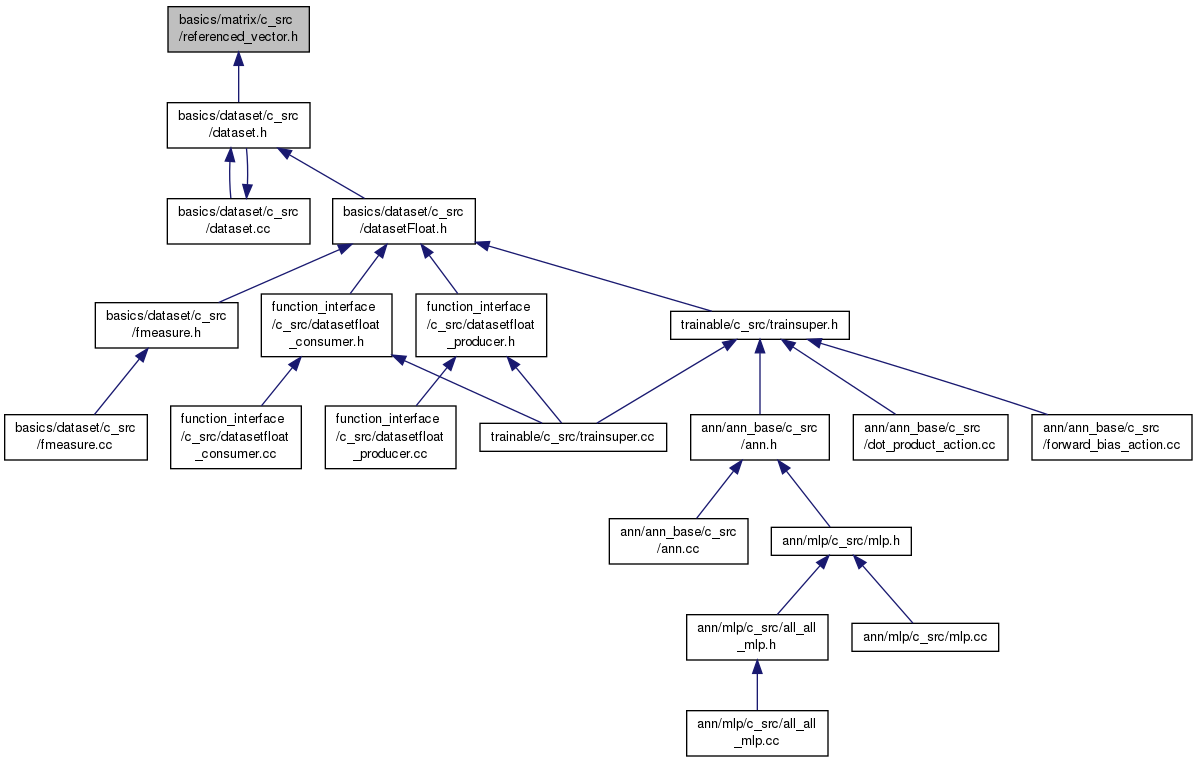 basics/matrix/c_src
/referenced_vector.h
basics/dataset/c_src
/dataset.h
basics/dataset/c_src
/dataset.cc
basics/dataset/c_src
/datasetFloat.h
basics/dataset/c_src
/fmeasure.h
function_interface
/c_src/datasetfloat
_consumer.h
function_interface
/c_src/datasetfloat
_producer.h
trainable/c_src/trainsuper.h
basics/dataset/c_src
/fmeasure.cc
function_interface
/c_src/datasetfloat
_consumer.cc
function_interface
/c_src/datasetfloat
_producer.cc
trainable/c_src/trainsuper.cc
ann/ann_base/c_src
/ann.h
ann/ann_base/c_src
/dot_product_action.cc
ann/ann_base/c_src
/forward_bias_action.cc
ann/ann_base/c_src
/ann.cc
ann/mlp/c_src/mlp.h
ann/mlp/c_src/all_all
_mlp.h
ann/mlp/c_src/mlp.cc
ann/mlp/c_src/all_all
_mlp.cc